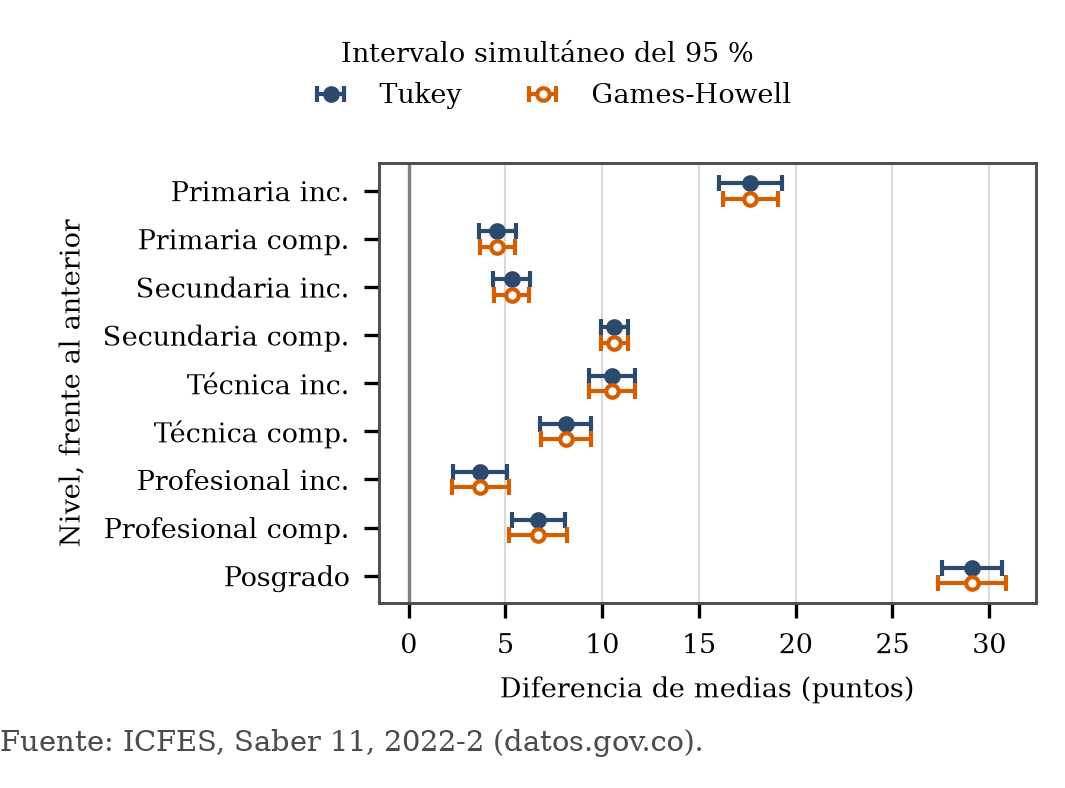 Intervalo simultáneo del 95 %
Tukey Games-Howell
Nivel, frente al anterior
Primaria inc.
Primaria comp.
Secundaria inc.
Secundaria comp.
Técnica inc.
Técnica comp.
Profesional inc.
Profesional comp.
Posgrado
0 5 10 15 20 25 30
Diferencia de medias (puntos)
Fuente: ICFES, Saber 11, 2022-2 (datos.gov.co).